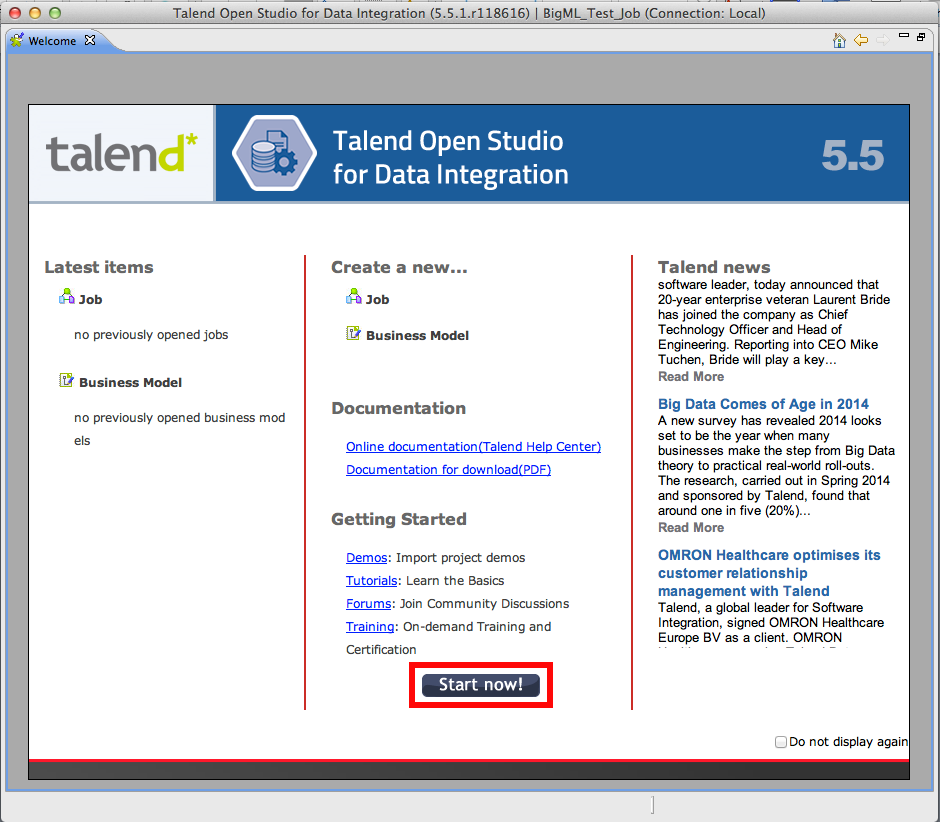 Talend Open Studio for Data Integration (5.5.1.r118616) | BigML_Test_Job (Connection: Local)
Welcome
talend*
Talend Open Studio
for Data Integration
5.5
Latest items
Job
no previously opened jobs
Business Model
no previously opened business mod
els
Create a new...
Job
Business Model
Documentation
Online documentation(Talend Help Center)
Documentation for download(PDF)
Getting Started
Demos: Import project demos
Tutorials: Learn the Basics
Forums: Join Community Discussions
Training: On-demand Training and
Certification
Start now!
Talend news
software leader, today announced that
20-year enterprise veteran Laurent Bride
has joined the company as Chief
Technology Officer and Head of
Engineering. Reporting into CEO Mike
Tuchen, Bride will play a key...
Read More
Big Data Comes of Age in 2014
A new survey has revealed 2014 looks
set to be the year when many
businesses make the step from Big Data
theory to practical real-world roll-outs.
The research, carried out in Spring 2014
and sponsored by Talend, found that
around one in five (20%)...
Read More
OMRON Healthcare optimises its
customer relationship
management with Talend
Talend, a global leader for Software
Integration, signed OMRON Healthcare
Europe BV as a client. OMRON
Do not display again